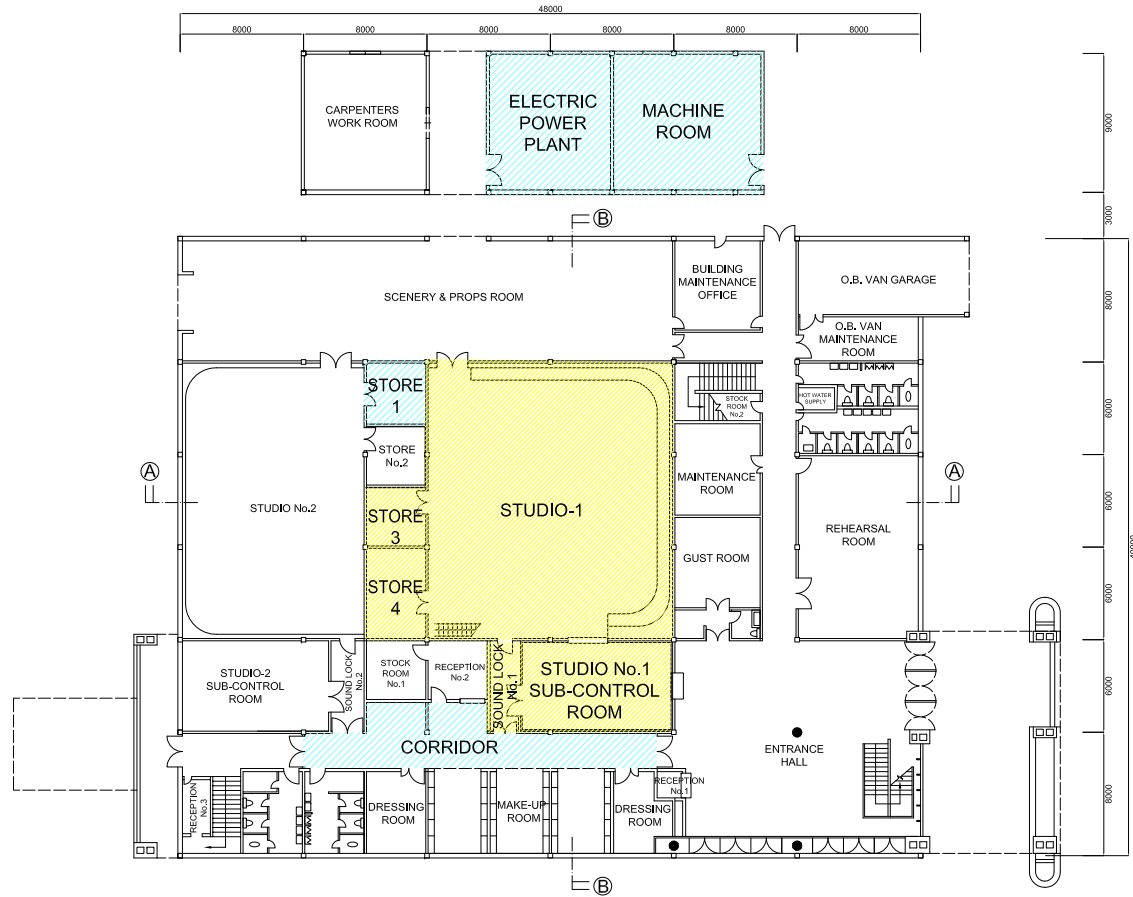 48000
8000
8000
8000
8000
8000
8000
CARPENTERS
WORK ROOM
ELECTRIC
POWER
PLANT
MACHINE
ROOM
9000
3000
B
BUILDING
MAINTENANCE
OFFICE
O.B. VAN GARAGE
SCENERY & PROPS ROOM
8000
O.B. VAN
MAINTENANCE
ROOM
STORE
1
STOCK
ROOM
No.2
HOT WATER
SUPPLY
6000
STORE
No.2
A
MAINTENANCE
ROOM
A
STUDIO No.2
STORE
3
STUDIO-1
REHEARSAL
ROOM
6000
GUST ROOM
STORE
4
6000
STUDIO-2
SUB-CONTROL
ROOM
SOUND LOCK
No.2
STOCK
ROOM
No.1
RECEPTION
No.2
SOUND LOCK
No.1
STUDIO No.1
SUB-CONTROL
ROOM
6000
CORRIDOR
ENTRANCE
HALL
RECEPTION
No.3
DRESSING
ROOM
MAKE-UP
ROOM
DRESSING
ROOM
RECEPTION
No.1
8000
B